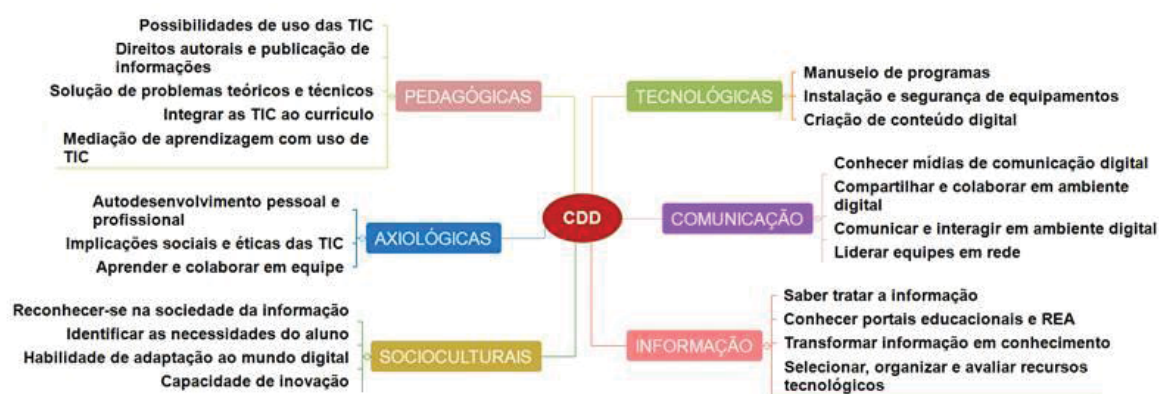 Possibilidades de uso das TIC
Direitos autorais e publicação de
informações
Solução de problemas teóricos e técnicos
Integrar as TIC ao currículo
Mediação de aprendizagem com uso de
TIC
PEDAGÓGICAS
Autodesenvolvimento pessoal e
profissional
Implicações sociais e éticas das TIC
Aprender e colaborar em equipe
AXIOLÓGICAS
Reconhecer-se na sociedade da informação
Identificar as necessidades do aluno
Habilidade de adaptação ao mundo digital
Capacidade de inovação
SOCIOCULTURAIS
CDD
TECNOLÓGICAS
Manuseio de programas
Instalação e segurança de equipamentos
Criação de conteúdo digital
COMUNICAÇÃO
Conhecer mídias de comunicação digital
Compartilhar e colaborar em ambiente
digital
Comunicar e interagir em ambiente digital
Liderar equipes em rede
INFORMAÇÃO
Saber tratar a informação
Conhecer portais educacionais e REA
Transformar informação em conhecimento
Selecionar, organizar e avaliar recursos
tecnológicos